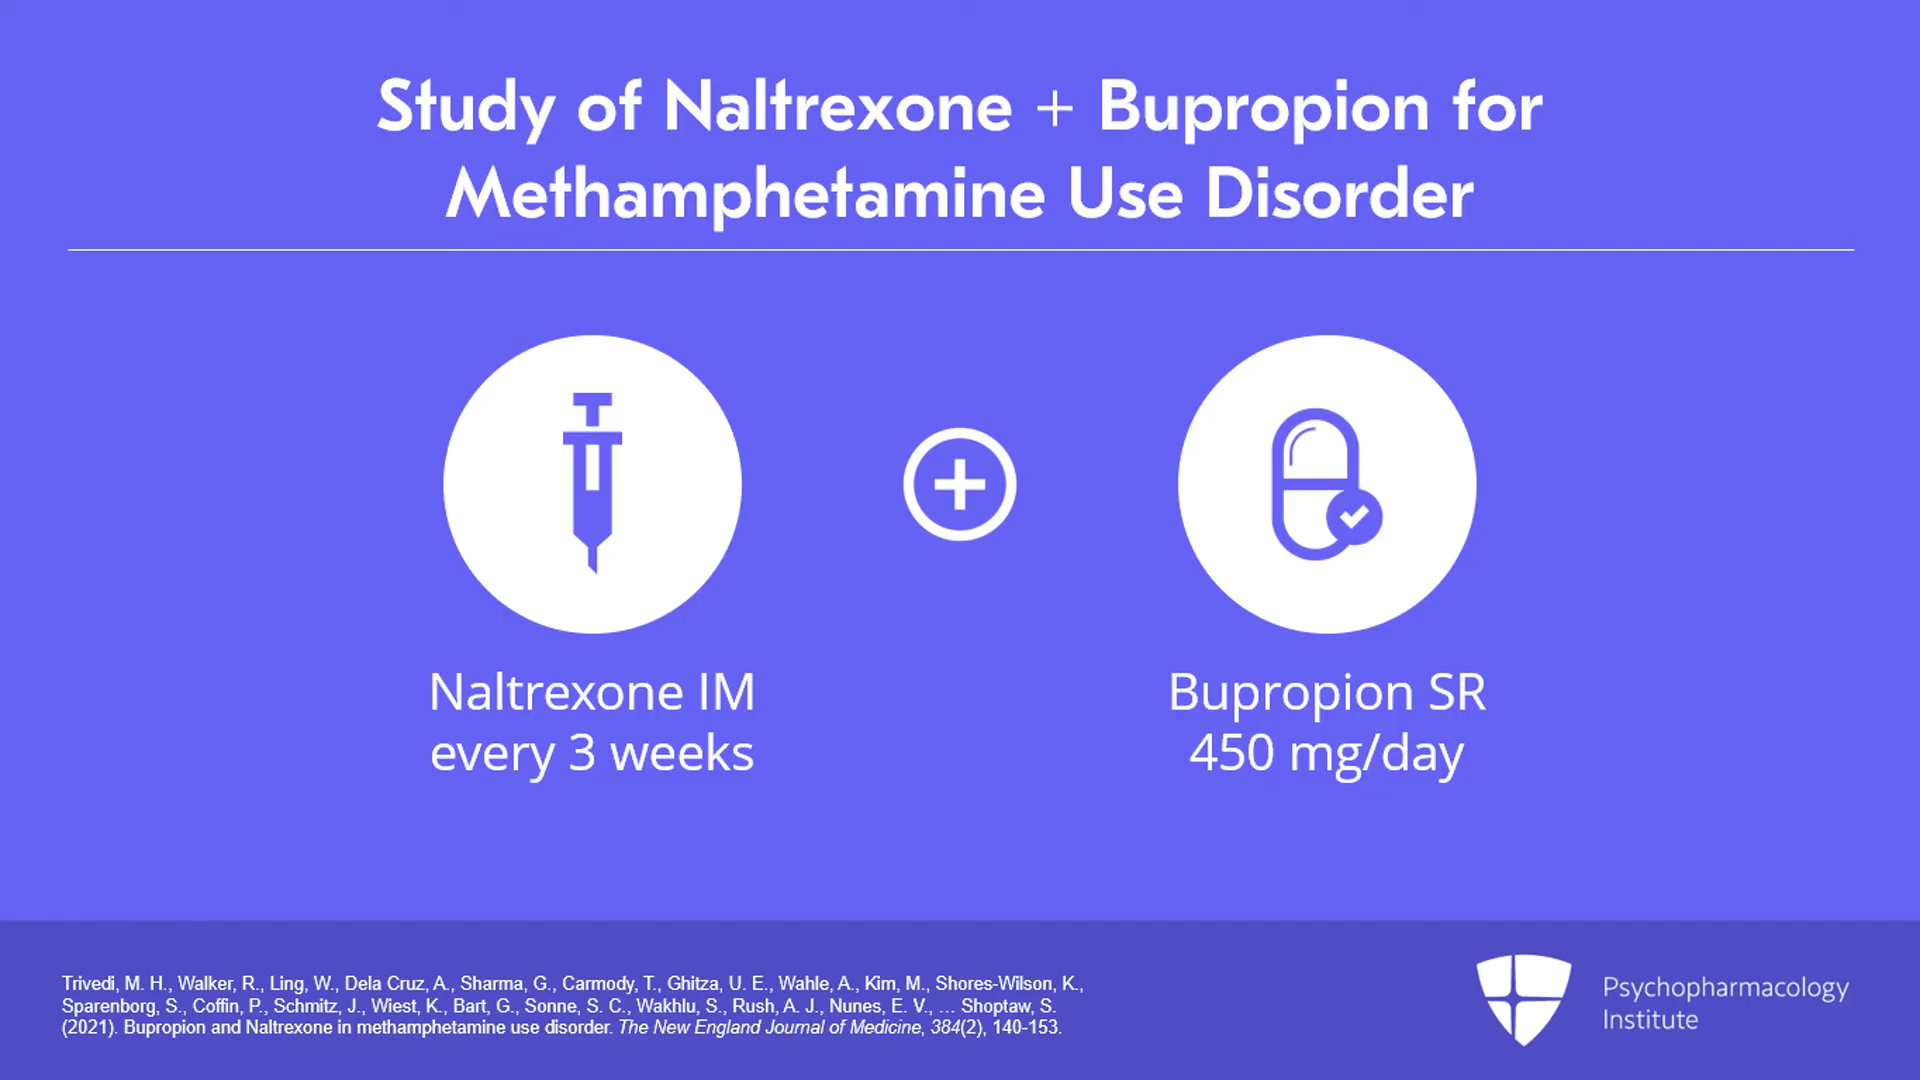 Study of Naltrexone + Bupropion for
Methamphetamine Use Disorder
Naltrexone IM
every 3 weeks
Bupropion SR
450 mg/day
Trivedi, M. H., Walker, R., Ling, W., Dela Cruz, A., Sharma, G., Carmody, T., Ghitza, U. E., Wahle, A., Kim, M., Shores-Wilson, K.,
Sparenborg, S., Coffin, P., Schmitz, J., Wiest, K., Bart, G., Sonne, S. C., Wakhlu, S., Rush, A. J., Nunes, E. V., ... Shoptaw, S.
(2021). Bupropion and Naltrexone in methamphetamine use disorder. The New England Journal of Medicine, 384(2), 140-153.
Psychopharmacology
Institute